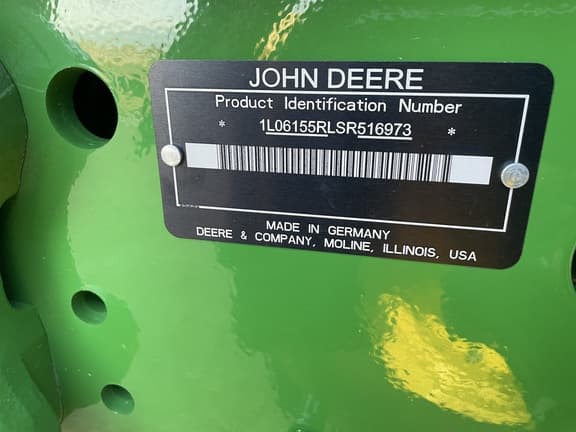 JOHN DEERE
Product Identification Number
* 1L06155RLSR516973 *
MADE IN GERMANY
DEERE & COMPANY, MOLINE, ILLINOIS, USA